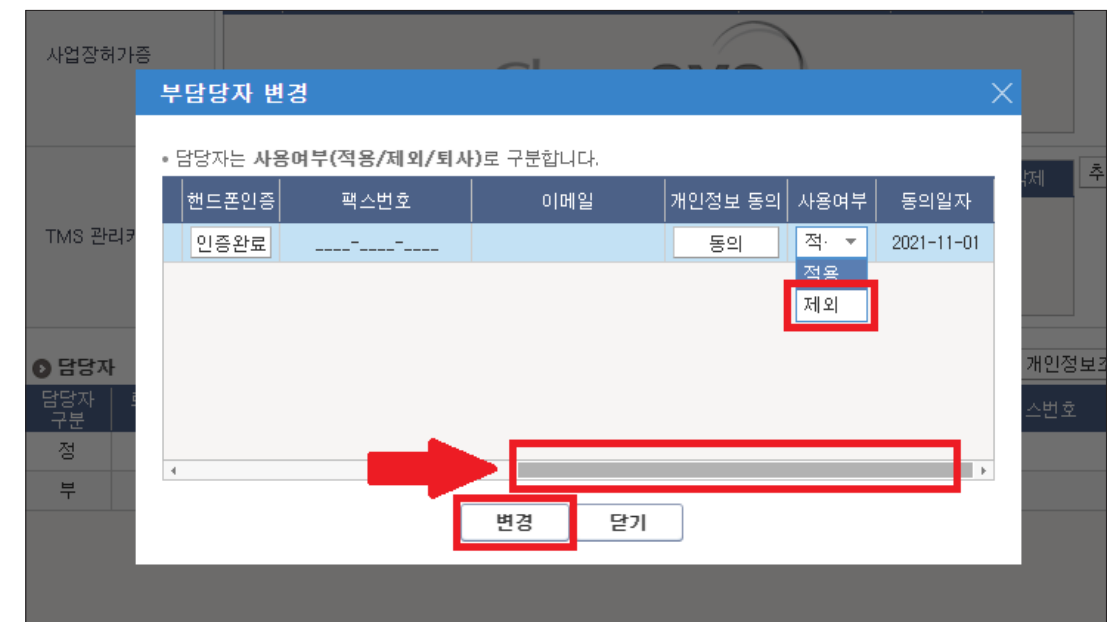 사업장허가증
부담당자 변경
• 담당자는 사용여부(적용/제외/퇴사)로 구분합니다.
핸드폰인증 팩스번호 이메일 개인정보 동의 사용여부 동의일자
인증완료 ____-____-____ 동의 적· 2021-11-01
적용
제외
TMS 관리
담당자
개인정보
담당자
구분
스번호
정
부
변경 닫기